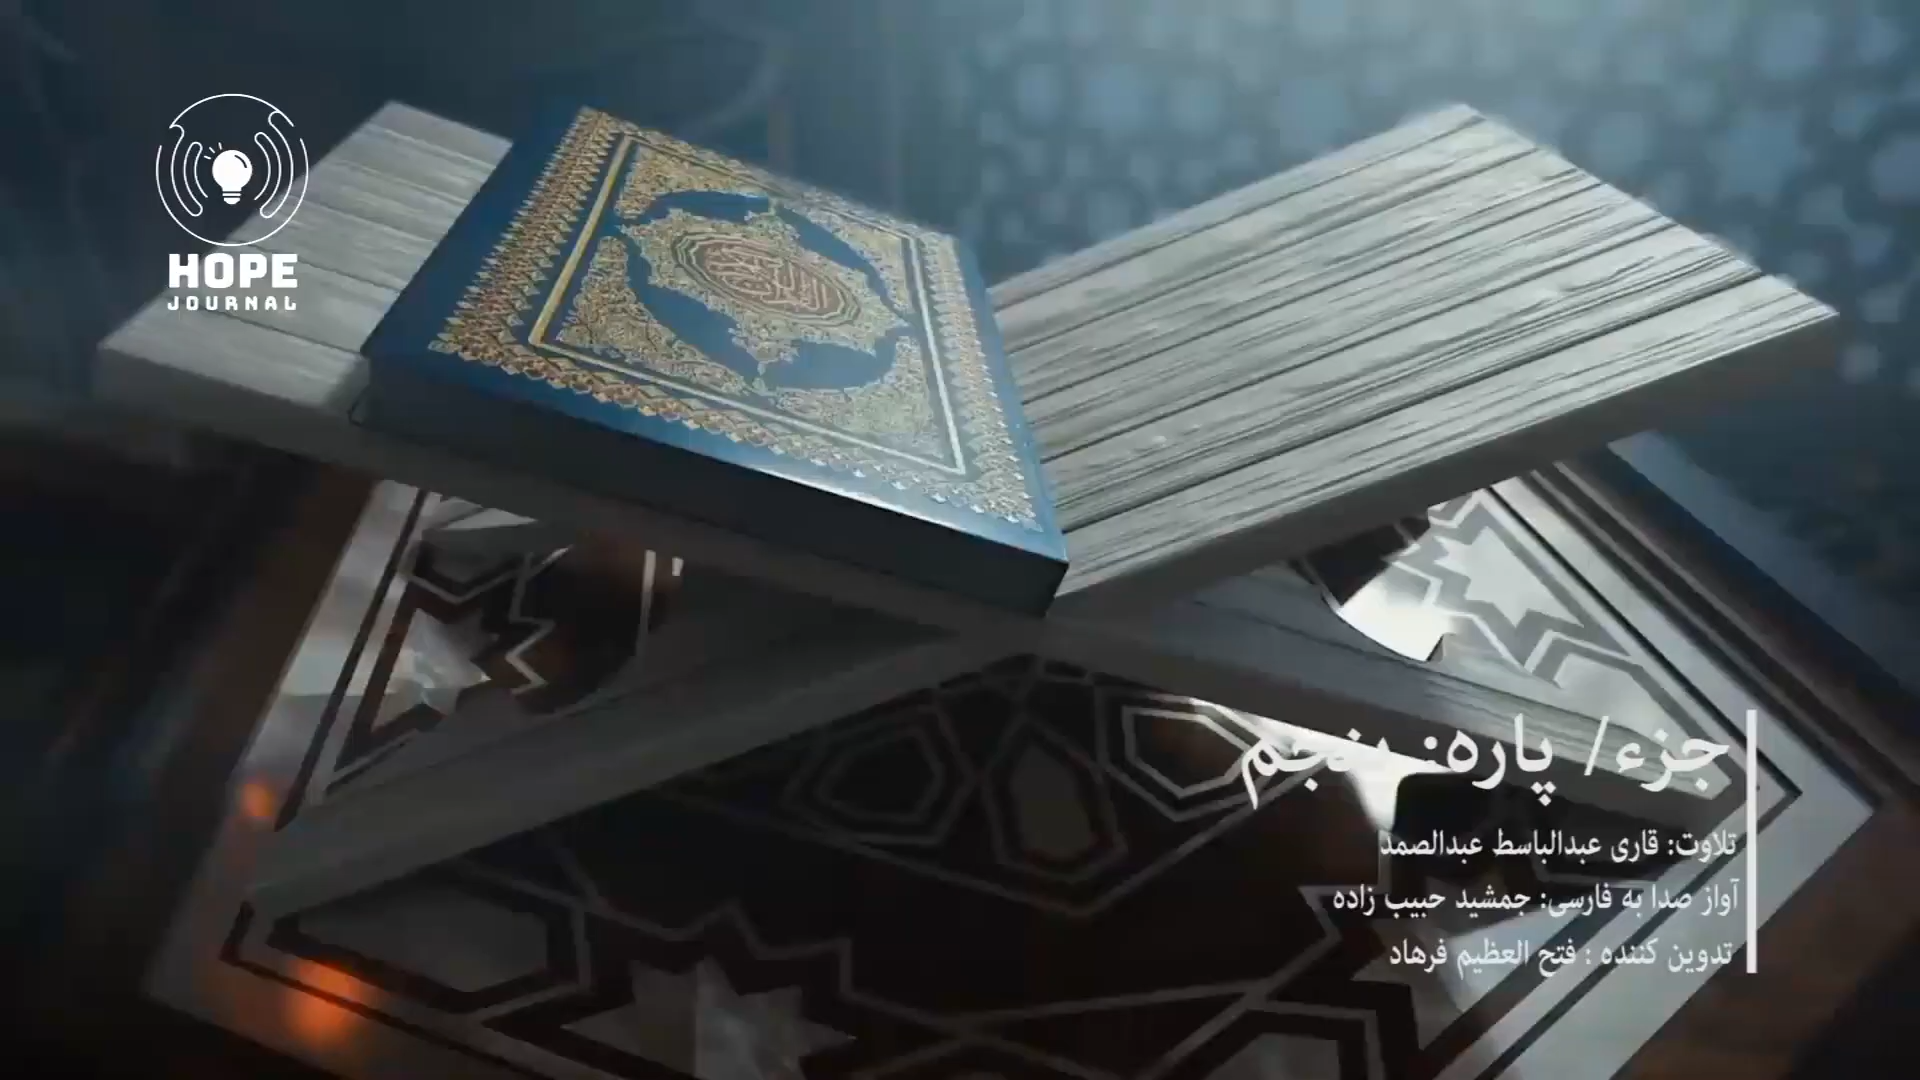 HOPE
JOURNAL
جزء/ پاره: پنجم
تلاوت: قاری عبدالباسط عبدالصمد
آواز صدا به فارسی: جمشید حبیب زاده
تدوین کننده : فتح العظیم فرهاد